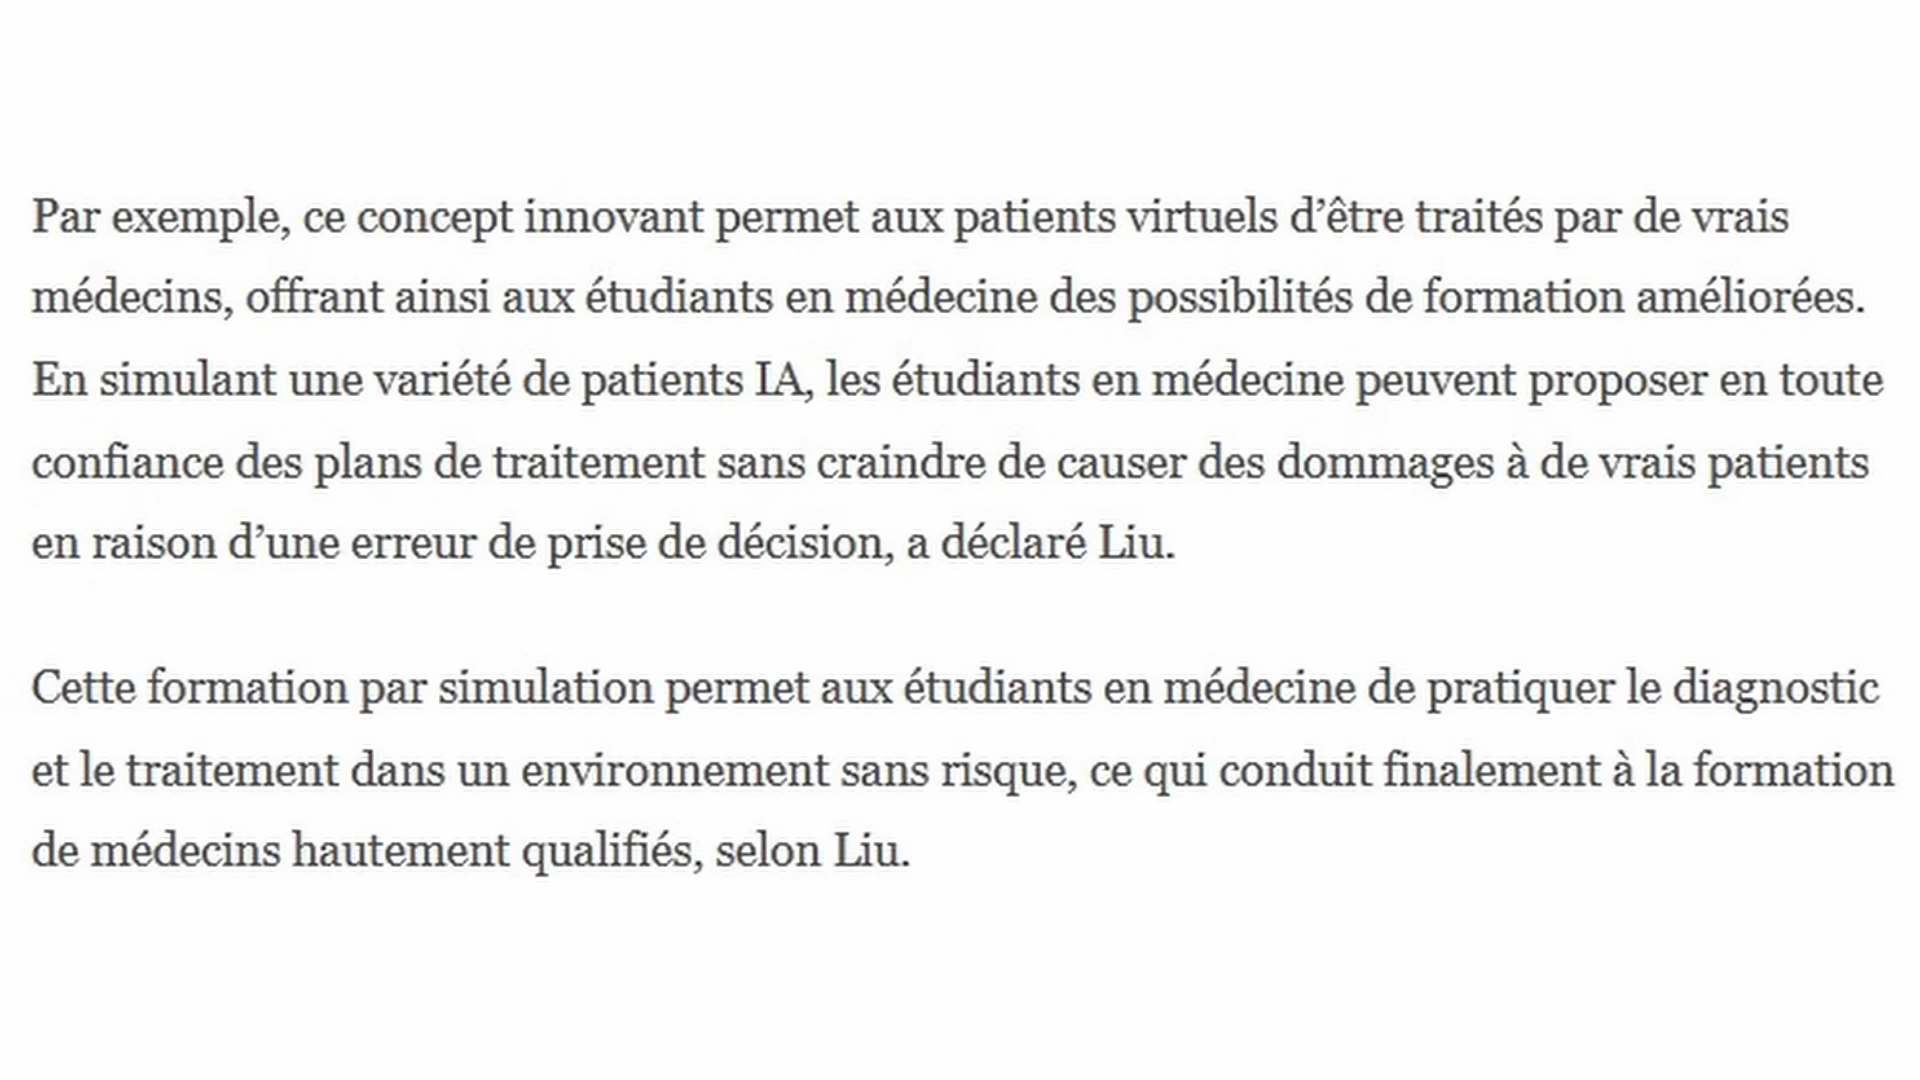 Par exemple, ce concept innovant permet aux patients virtuels d’être traités par de vrais
médecins, offrant ainsi aux étudiants en médecine des possibilités de formation améliorées.
En simulant une variété de patients IA, les étudiants en médecine peuvent proposer en toute
confiance des plans de traitement sans craindre de causer des dommages à de vrais patients
en raison d’une erreur de prise de décision, a déclaré Liu.
Cette formation par simulation permet aux étudiants en médecine de pratiquer le diagnostic
et le traitement dans un environnement sans risque, ce qui conduit finalement à la formation
de médecins hautement qualifiés, selon Liu.